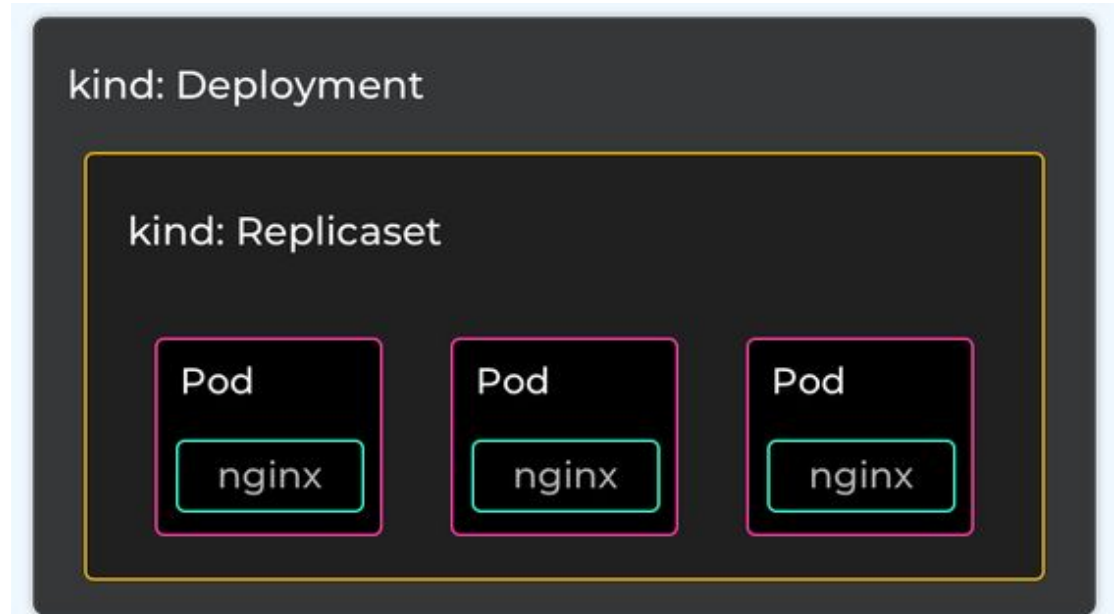 kind: Deployment
kind: Replicaset
Pod Pod Pod
nginx nginx nginx